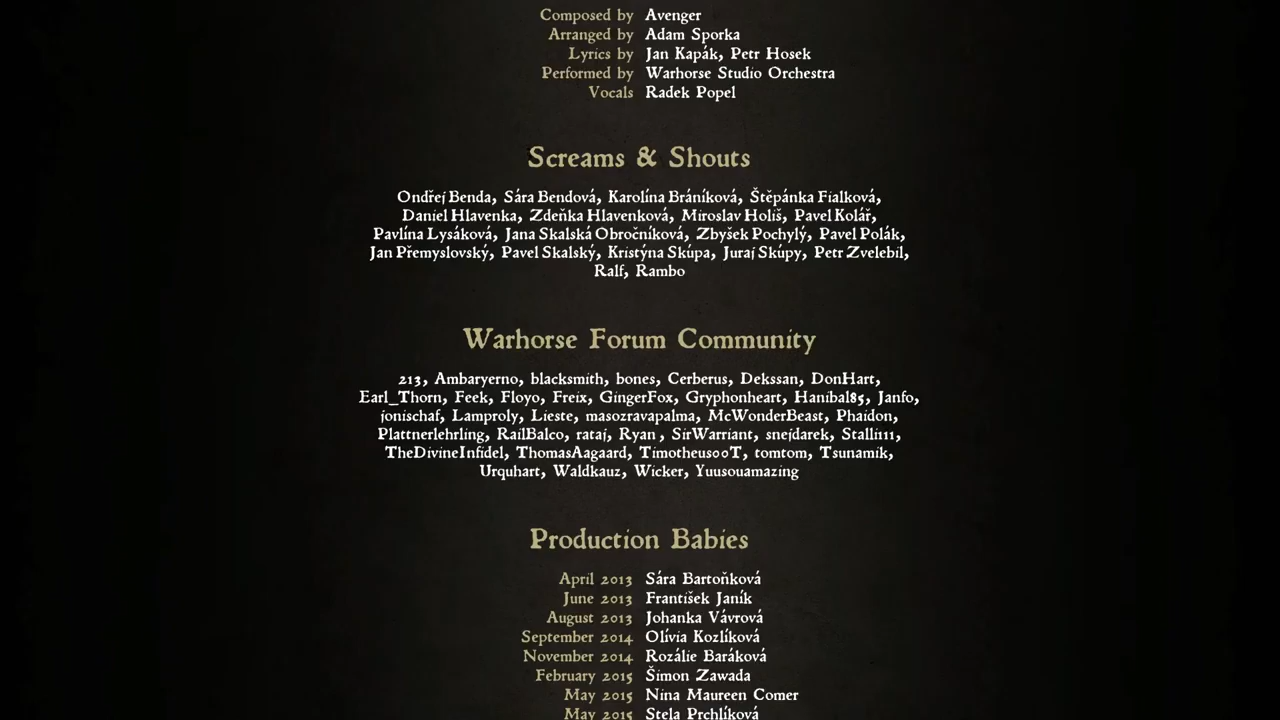 Composed by Avenger
Arranged by Adam Sporka
Lyrics by Jan Kapák, Petr Hosek
Performed by Warhorse Studio Orchestra
Vocals Radek Popel
Screams & Shouts
Ondřej Benda, Sára Bendová, Karolína Bráníková, Štěpánka Fialková,
Daniel Hlavenka, Zdeňka Hlavenková, Miroslav Holiš, Pavel Kolář,
Pavlína Lysáková, Jana Skalská Obročníková, Zbyšek Pochylý, Pavel Polák,
Jan Přemyslovský, Pavel Skalský, Kristýna Skúpa, Juraj Skúpy, Petr Zvelebil,
Ralf, Rambo
Warhorse Forum Community
213, Ambaryerno, blacksmith, bones, Cerberus, Dekssan, DonHart,
Earl_Thorn, Feek, Floyo, Freix, GingerFox, Gryphonheart, Hanibal85, Janfo,
jonischaf, Lamproly, Lieste, masozravapalma, McWonderBeast, Phaidon,
Plattnerlehrling, RailBalco, rataj, Ryan , SirWarriant, snejdarek, Stalli111,
TheDivineInfidel, ThomasAagaard, Timotheus00T, tomtom, Tsunamik,
Urquhart, Waldkauz, Wicker, Yuusouamazing
Production Babies
April 2013 Sára Bartoňková
June 2013 František Janík
August 2013 Johanka Vávrová
September 2014 Olívia Kozlíková
November 2014 Rozálie Baráková
February 2015 Šimon Zawada
May 2015 Nina Maureen Comer
May 2015 Stela Prchlíková